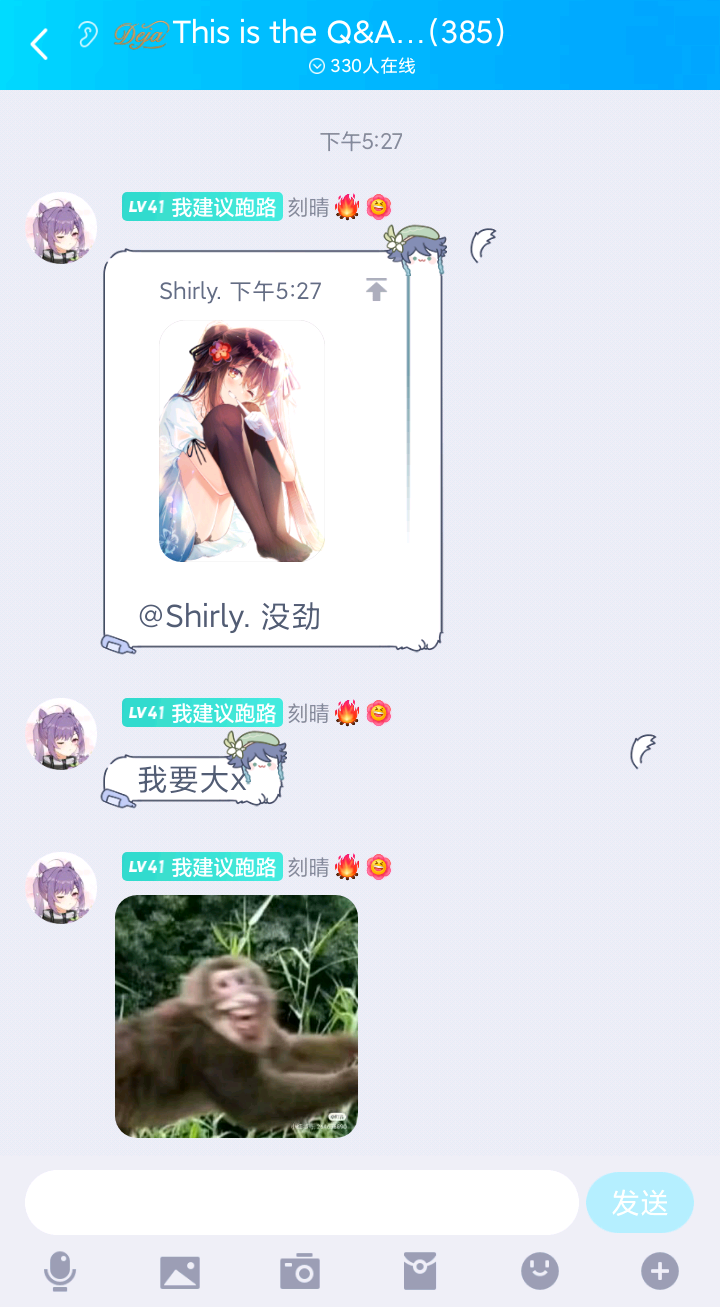 Deja This is the Q&A...(385)
330人在线
下午5:27
LV41 我建议跑路 刻晴
Shirly. 下午5:27
@Shirly. 没劲
LV41 我建议跑路 刻晴
我要大x
LV41 我建议跑路 刻晴
发送